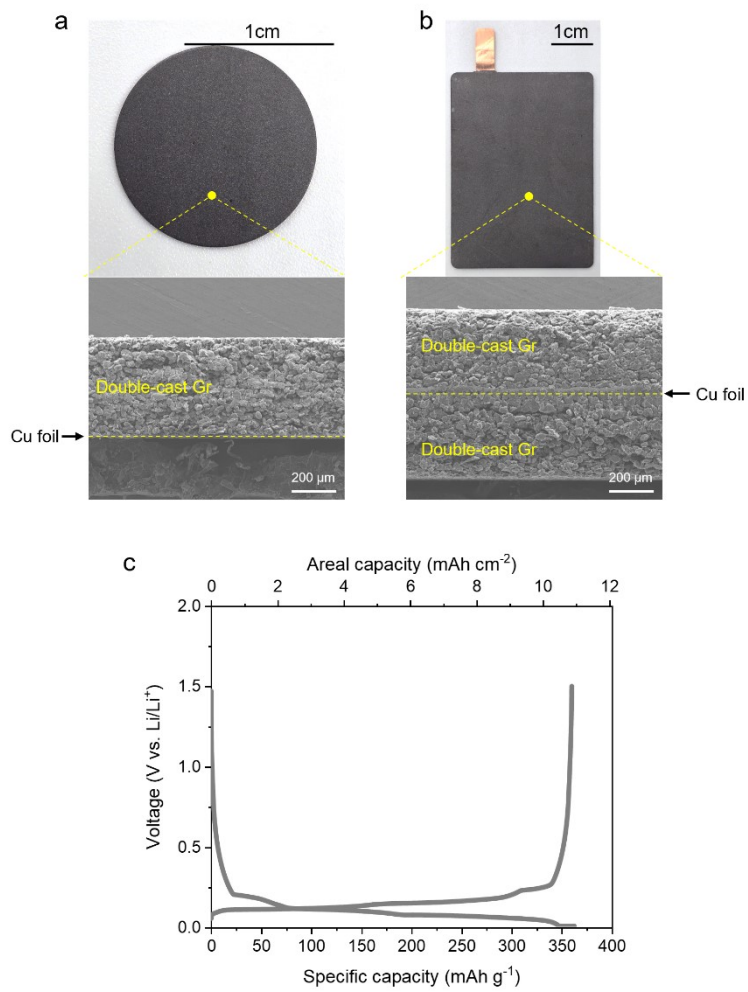 a
1cm
b
1cm
Double-cast Gr
Cu foil
200 µm
Double-cast Gr
Cu foil
Double-cast Gr
200 µm
c
Areal capacity (mAh cm⁻²)
0 2 4 6 8 10 12
2.0
1.5
1.0
0.5
0.0
Voltage (V vs. Li/Li⁺)
0 50 100 150 200 250 300 350 400
Specific capacity (mAh g⁻¹)